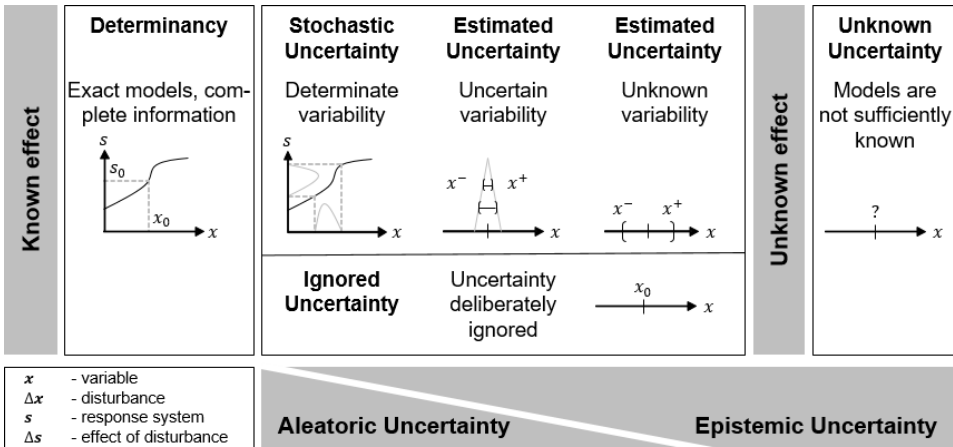 Known effect
Determinancy
Exact models, com-
plete information
s
s₀
x₀
x
Stochastic
Uncertainty
Determinate
variability
s
x
Estimated
Uncertainty
Uncertain
variability
x⁻
x⁺
x
Estimated
Uncertainty
Unknown
variability
x⁻
x⁺
x
Ignored
Uncertainty
Uncertainty
deliberately
ignored
x₀
x
Unknown effect
Unknown
Uncertainty
Models are
not sufficiently
known
?
x
x - variable
Δx - disturbance
s - response system
Δs - effect of disturbance
Aleatoric Uncertainty
Epistemic Uncertainty